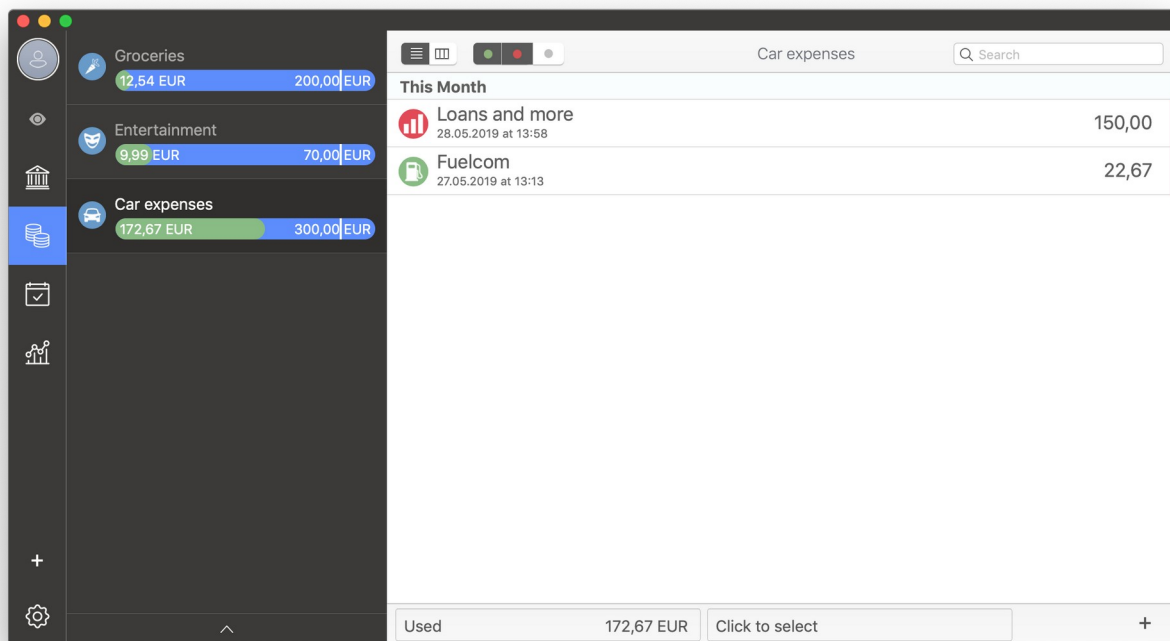 Groceries
12,54 EUR 200,00 EUR
Entertainment
9,99 EUR 70,00 EUR
Car expenses
172,67 EUR 300,00 EUR
Car expenses
Search
This Month
Loans and more
28.05.2019 at 13:58
150,00
Fuelcom
27.05.2019 at 13:13
22,67
Used 172,67 EUR
Click to select